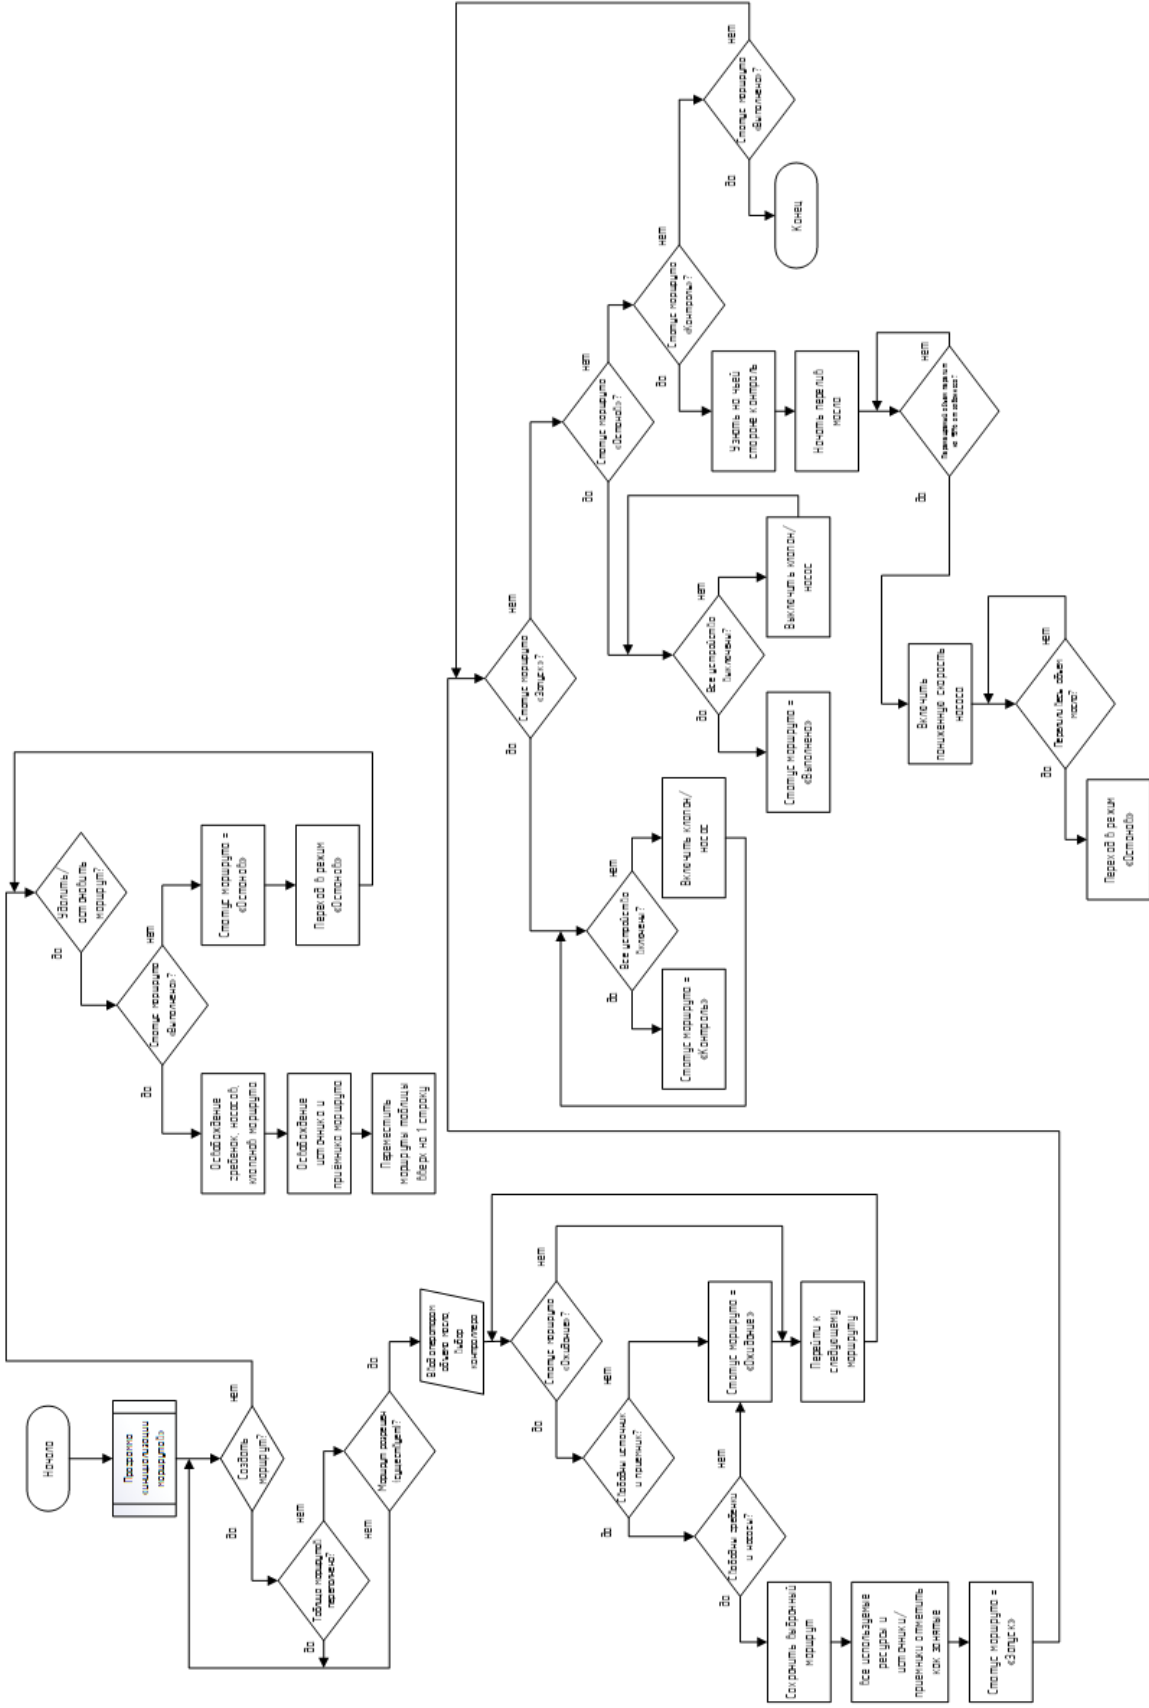 Начало
Программа
«инициализации
маршрутов»
Создать
маршрут?
да
нет
Таблица маршрутов
переполнена?
да
нет
Маршрут разрешен
(существует)?
да
нет
Ввод оператором
объема масла,
выбор
контроллера
Статус маршрута
«Ожидание»?
да
нет
Свободны источник
и приемник?
да
нет
Свободны гребенки
и насосы?
да
нет
Статус маршрута =
«Ожидание»
Перейти к
следующему
маршруту
Сохранить выбранный
маршрут
Все используемые
ресурсы и
источники/
приемники отметить
как занятые
Статус маршрута =
«Запуск»
Удалить/
остановить
маршрут?
да
Статус маршрута
«Выполнено»?
да
нет
Освобождение
гребенок, насосов,
клапанов маршрута
Освобождение
источника и
приёмника маршрута
Переместить
маршруты таблицы
вверх на 1 строку
Статус маршрута =
«Останов»
Переход в режим
«Останов»
Статус маршрута
«Запуск»?
да
нет
Все устройства
включены?
да
нет
Статус маршрута =
«Контроль»
Включить клапан/
насос
Статус маршрута
«Останов»?
да
нет
Все устройства
выключены?
да
нет
Статус маршрута =
«Выполнено»
Выключить клапан/
насос
Статус маршрута
«Контроль»?
да
нет
Узнать на чьей
стороне контроль
Начать перелив
масла
да
нет
Включить
пониженную скорость
насоса
Перелили весь объем
масла?
да
нет
Переход в режим
«Останов»
Статус маршрута
«Выполнено»?
да
нет
Конец